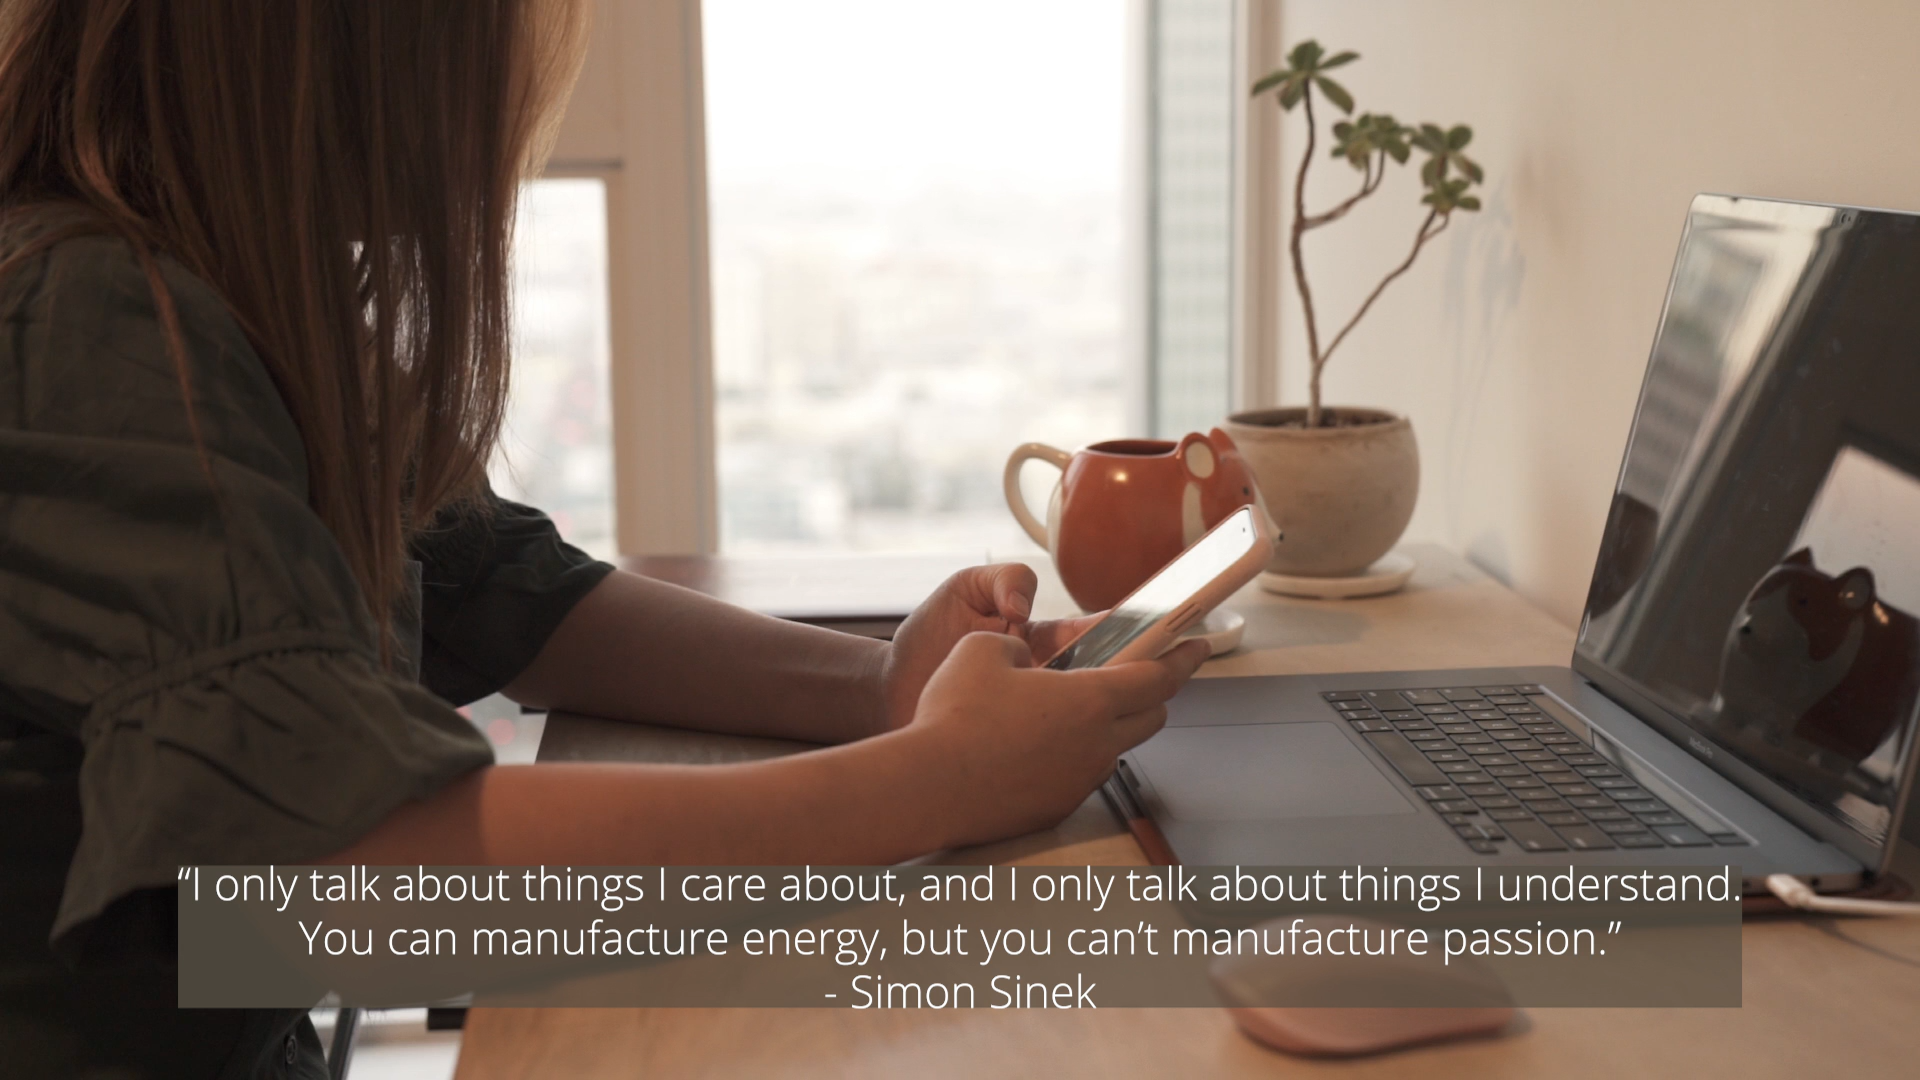 “I only talk about things I care about, and I only talk about things I understand.
You can manufacture energy, but you can’t manufacture passion.”
- Simon Sinek